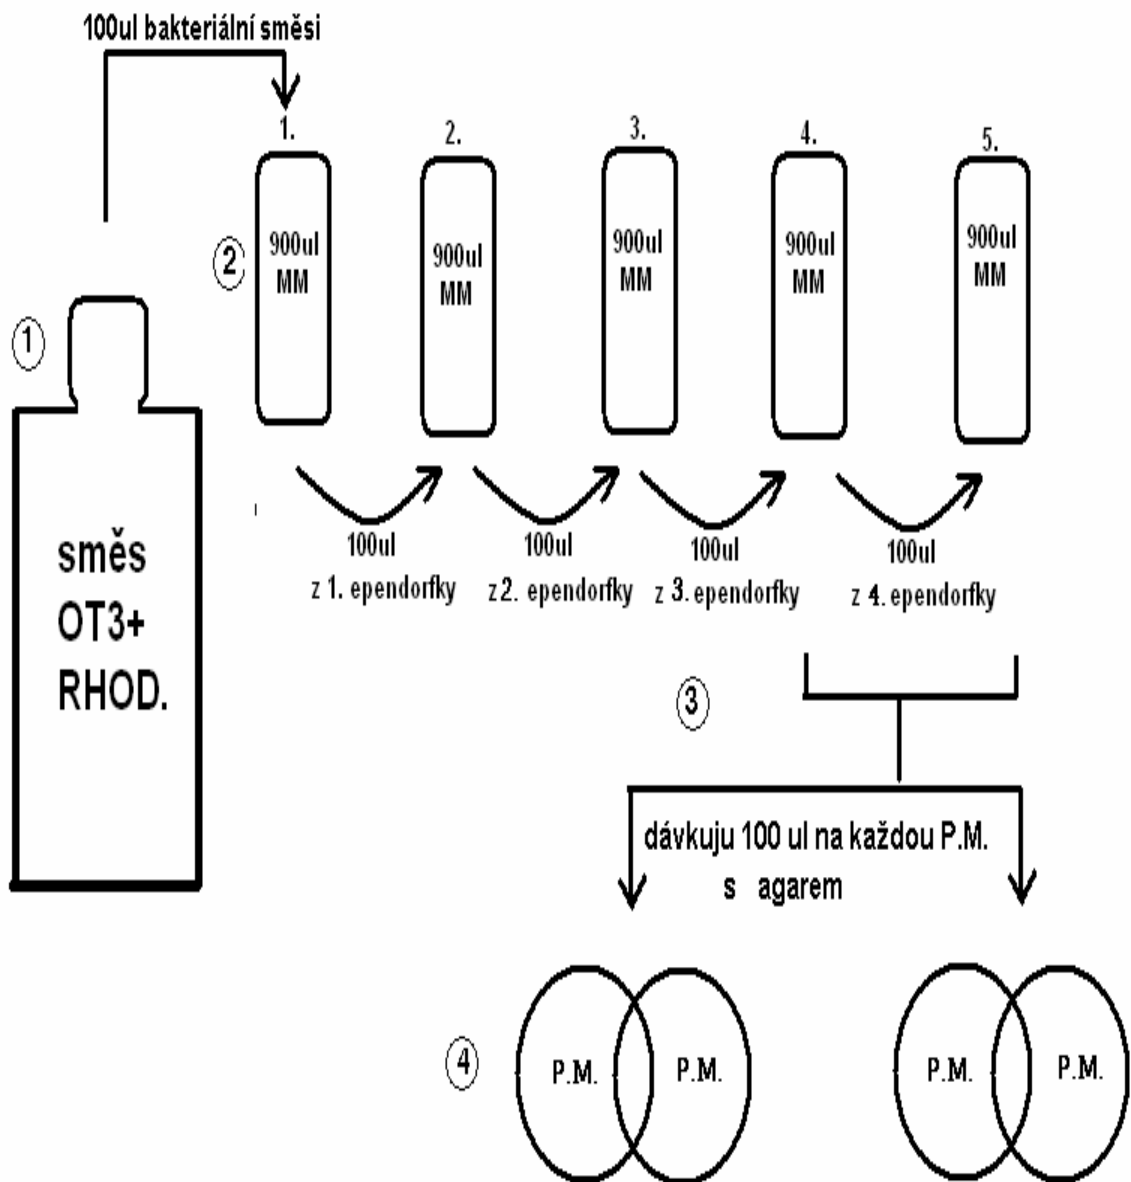 100ul bakteriální směsi
1.
2.
3.
4.
5.
900ul
MM
900ul
MM
900ul
MM
900ul
MM
900ul
MM
2
1
směs
OT3+
RHOD.
100ul
z 1. ependorfky
100ul
z 2. ependorfky
100ul
z 3. ependorfky
100ul
z 4. ependorfky
3
dávkuju 100 ul na každou P.M.
s agarem
4
P.M.
P.M.
P.M.
P.M.